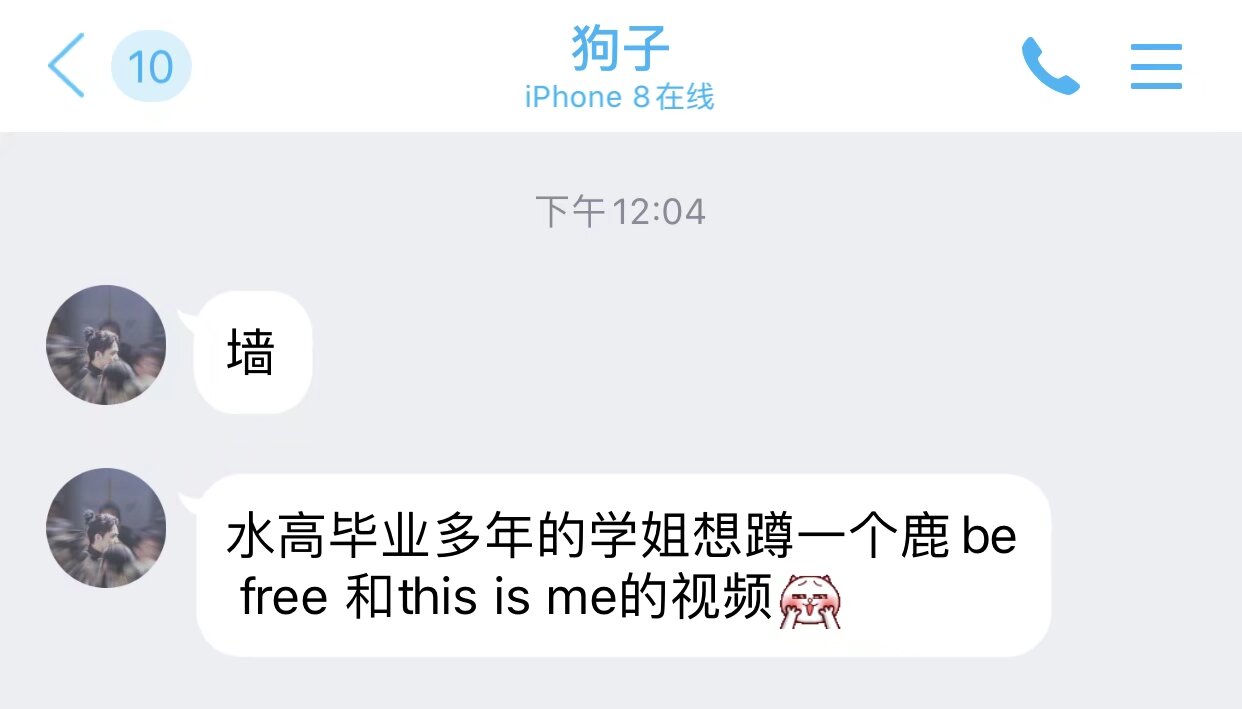 10
狗子
iPhone 8在线
下午12:04
墙
水高毕业多年的学姐想蹲一个鹿 be
free 和this is me的视频